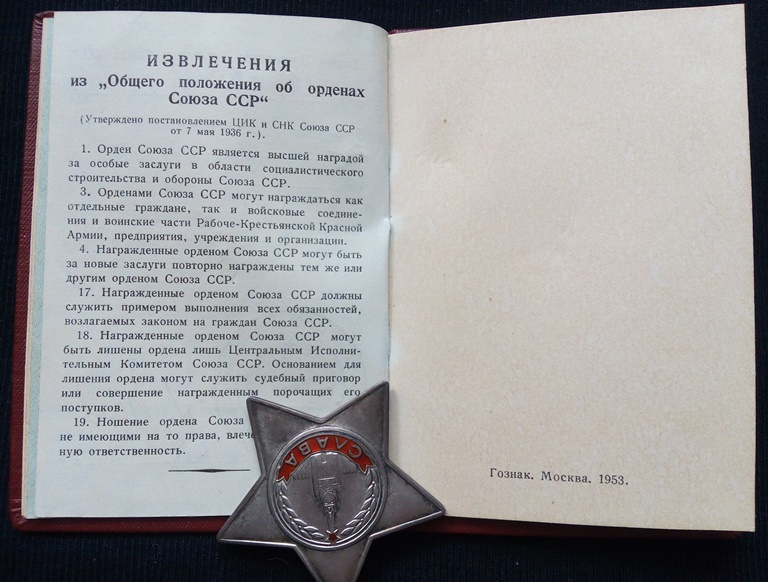 ИЗВЛЕЧЕНИЯ
из „Общего положения об орденах
Союза ССР“
(Утверждено постановлением ЦИК и СНК Союза ССР
от 7 мая 1936 г.).
1. Орден Союза ССР является высшей наградой
за особые заслуги в области социалистического
строительства и обороны Союза ССР.
3. Орденами Союза ССР могут награждаться как
отдельные граждане, так и войсковые соедине-
ния и воинские части Рабоче-Крестьянской Красной
Армии, предприятия, учреждения и организации.
4. Награжденные орденом Союза ССР могут быть
за новые заслуги повторно награждены тем же или
другим орденом Союза ССР.
17. Награжденные орденом Союза ССР должны
служить примером выполнения всех обязанностей,
возлагаемых законом на граждан Союза ССР.
18. Награжденные орденом Союза ССР могут
быть лишены ордена лишь Центральным Исполни-
тельным Комитетом Союза ССР. Основанием для
лишения ордена могут служить судебный приговор
или совершение награжденным порочащих его
поступков.
19. Ношение ордена Союза
не имеющими на то права,
ную ответственность.
СЛАВА
Гознак. Москва. 1953.